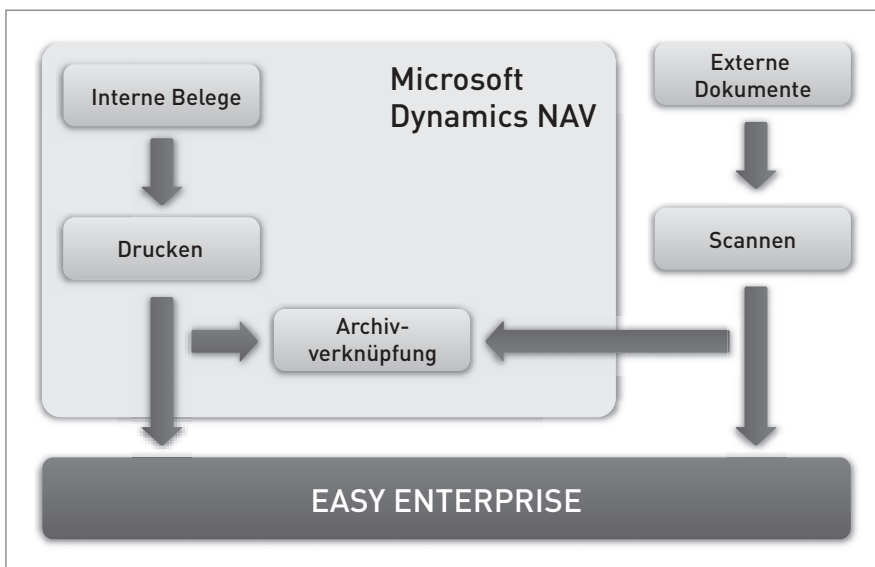 Interne Belege
Microsoft
Dynamics NAV
Externe
Dokumente
Drucken
Scannen
Archiv-
verknüpfung
EASY ENTERPRISE